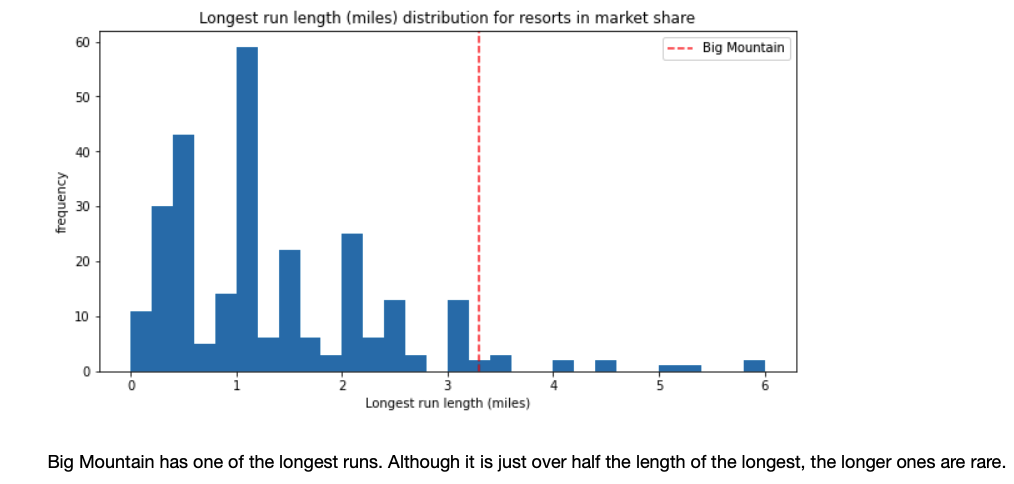 Longest run length (miles) distribution for resorts in market share
Big Mountain
60
50
40
30
20
10
0
frequency
0 1 2 3 4 5 6
Longest run length (miles)
Big Mountain has one of the longest runs. Although it is just over half the length of the longest, the longer ones are rare.